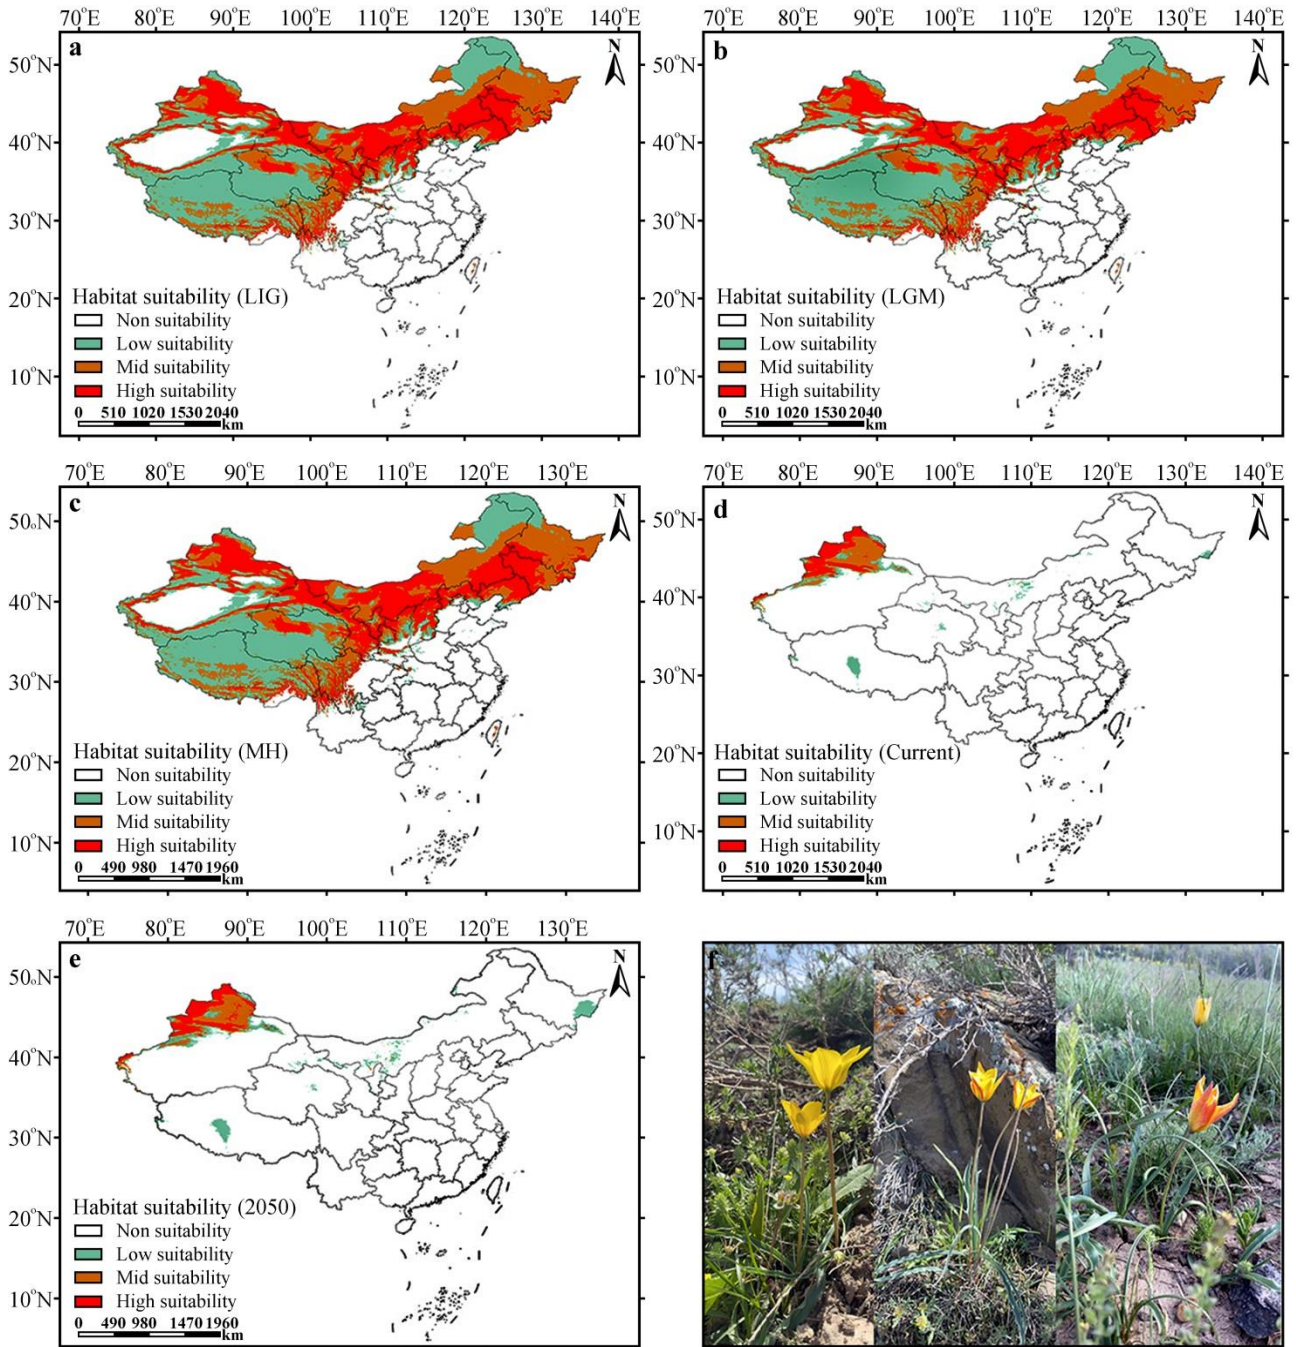 70°E 80°E 90°E 100°E 110°E 120°E 130°E 140°E
a
N
50°N
40°N
30°N
20°N
10°N
Habitat suitability (LIG)
Non suitability
Low suitability
Mid suitability
High suitability
0 510 1020 1530 2040
km
70°E 80°E 90°E 100°E 110°E 120°E 130°E 140°E
b
N
50°N
40°N
30°N
20°N
10°N
Habitat suitability (LGM)
Non suitability
Low suitability
Mid suitability
High suitability
0 510 1020 1530 2040
km
70°E 80°E 90°E 100°E 110°E 120°E 130°E
c
N
50°N
40°N
30°N
20°N
10°N
Habitat suitability (MH)
Non suitability
Low suitability
Mid suitability
High suitability
0 490 980 1470 1960
km
70°E 80°E 90°E 100°E 110°E 120°E 130°E 140°E
d
N
50°N
40°N
30°N
20°N
10°N
Habitat suitability (Current)
Non suitability
Low suitability
Mid suitability
High suitability
0 510 1020 1530 2040
km
70°E 80°E 90°E 100°E 110°E 120°E 130°E
e
N
50°N
40°N
30°N
20°N
10°N
Habitat suitability (2050)
Non suitability
Low suitability
Mid suitability
High suitability
0 490 980 1470 1960
km
f